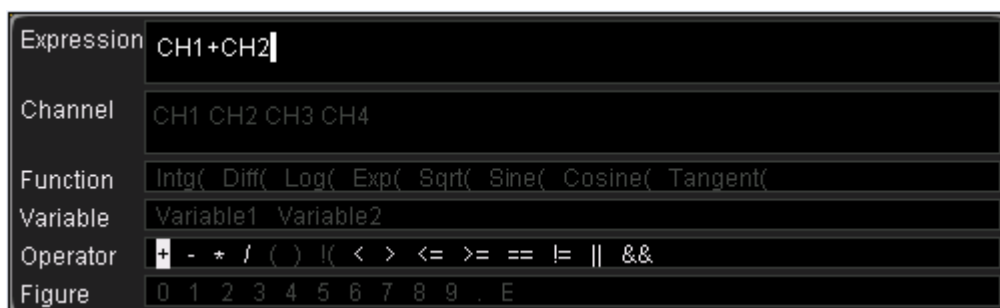 Expression CH1+CH2
Channel CH1 CH2 CH3 CH4
Function Intg( Diff( Log( Exp( Sqrt( Sine( Cosine( Tangent(
Variable Variable1 Variable2
Operator + - * / ( ) !( < > <= >= == != || &&
Figure 0 1 2 3 4 5 6 7 8 9 . E